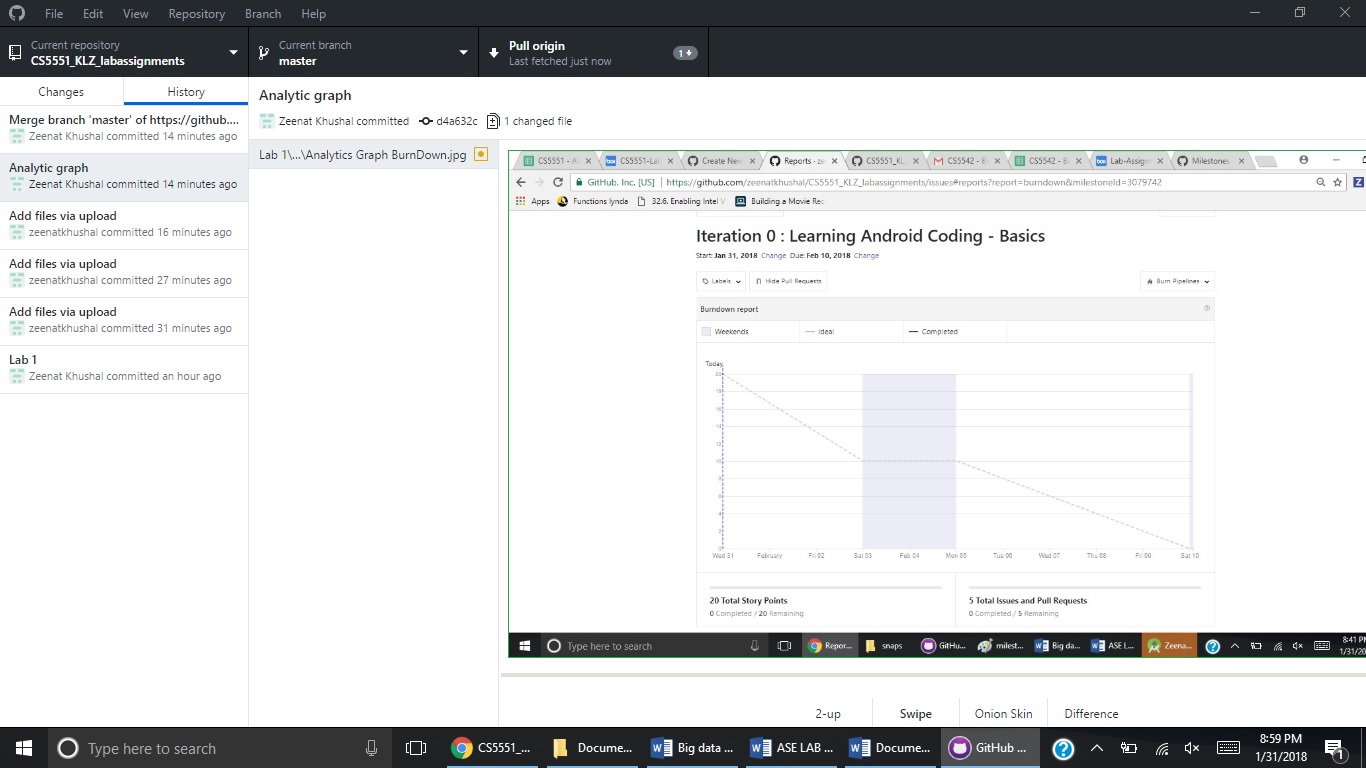 File Edit View Repository Branch Help
Current repository
CS5551_KLZ_labassignments
Current branch
master
Pull origin
Last fetched just now
1
Changes History
Merge branch 'master' of https://github....
Zeenat Khushal committed 14 minutes ago
Analytic graph
Zeenat Khushal committed 14 minutes ago
Add files via upload
zeenatkhushal committed 16 minutes ago
Add files via upload
zeenatkhushal committed 27 minutes ago
Add files via upload
zeenatkhushal committed 31 minutes ago
Lab 1
Zeenat Khushal committed an hour ago
Analytic graph
Zeenat Khushal committed d4a632c 1 changed file
Lab 1\...\Analytics Graph BurnDown.jpg
CS5551 - A CS5551-Lab Create New Reports · ze CS5551_KL CS5542 - B CS5542 - B Lab-Assign Milestones
GitHub, Inc. [US] https://github.com/zeenatkhushal/CS5551_KLZ_labassignments/issues#reports?report=burndown&milestoneId=3079742
Apps Functions lynda 32.6. Enabling Intel V Building a Movie Rec
Iteration 0 : Learning Android Coding - Basics
Start: Jan 31, 2018 Change Due: Feb 10, 2018 Change
Labels Hide Pull Requests Burn Pipelines
Burndown report
Weekends Ideal Completed
Today
20
18
16
14
12
10
8
6
4
2
0
Wed 31 February Fri 02 Sat 03 Feb 04 Mon 05 Tue 06 Wed 07 Thu 08 Fri 09 Sat 10
20 Total Story Points
0 Completed / 20 Remaining
5 Total Issues and Pull Requests
0 Completed / 5 Remaining
Type here to search Repor... snaps GitHu... milest... Big da... ASE L... Zeena... 8:41 PM
1/31/20
2-up Swipe Onion Skin Difference
Type here to search CS5551_... Docume... Big data ... ASE LAB ... Docume... GitHub ... 8:59 PM
1/31/2018
1